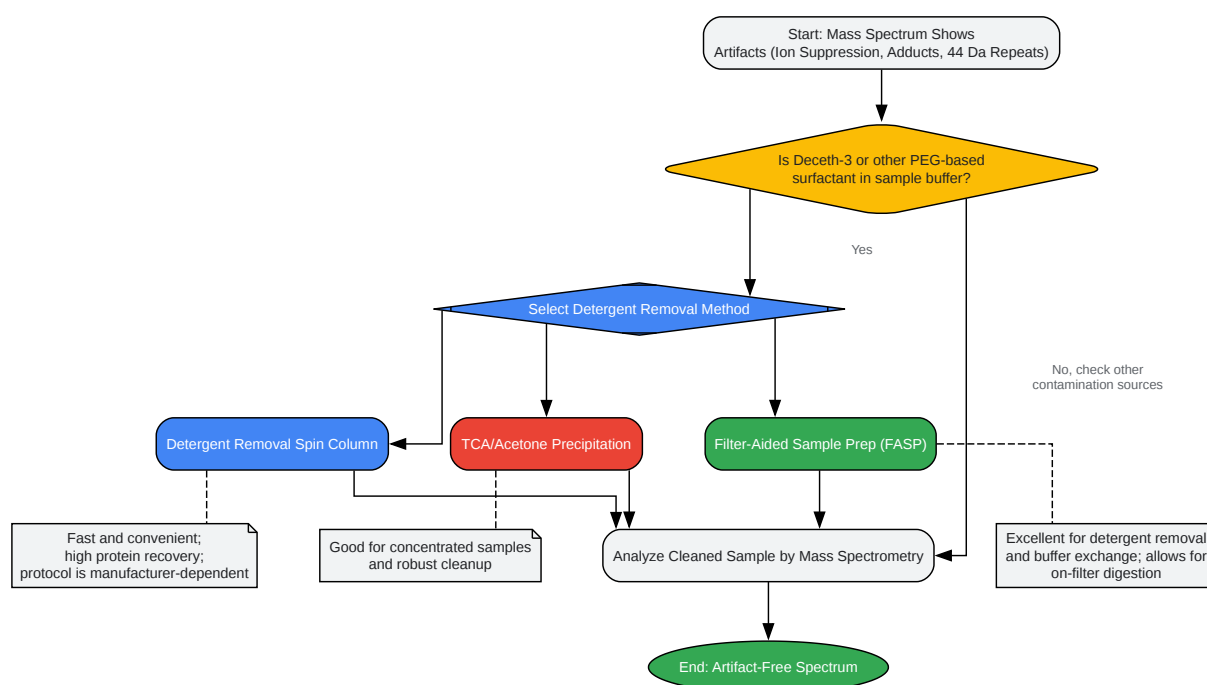 Start: Mass Spectrum Shows
Artifacts (Ion Suppression, Adducts, 44 Da Repeats)
Is Deceth-3 or other PEG-based
surfactant in sample buffer?
Yes
Select Detergent Removal Method
No, check other
contamination sources
Detergent Removal Spin Column
TCA/Acetone Precipitation
Filter-Aided Sample Prep (FASP)
Fast and convenient;
high protein recovery;
protocol is manufacturer-dependent
Good for concentrated samples
and robust cleanup
Analyze Cleaned Sample by Mass Spectrometry
Excellent for detergent removal
and buffer exchange; allows for
on-filter digestion
End: Artifact-Free Spectrum